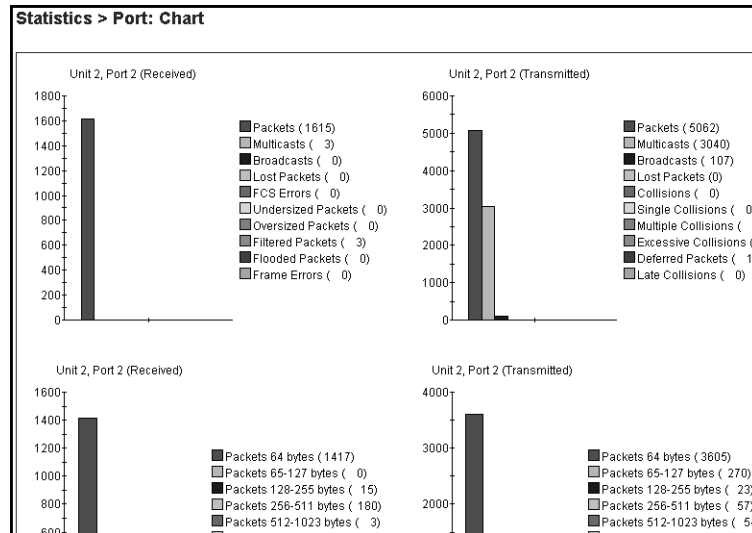 Statistics > Port: Chart
Unit 2, Port 2 (Received)
1800
1600
1400
1200
1000
800
600
400
200
0
Packets ( 1615)
Multicasts ( 3)
Broadcasts ( 0)
Lost Packets ( 0)
FCS Errors ( 0)
Undersized Packets ( 0)
Oversized Packets ( 0)
Filtered Packets ( 3)
Flooded Packets ( 0)
Frame Errors ( 0)
Unit 2, Port 2 (Transmitted)
6000
5000
4000
3000
2000
1000
0
Packets ( 5062)
Multicasts ( 3040)
Broadcasts ( 107)
Lost Packets (0)
Collisions ( 0)
Single Collisions ( 0
Multiple Collisions (
Excessive Collisions (
Deferred Packets ( 1
Late Collisions ( 0)
Unit 2, Port 2 (Received)
1600
1400
1200
1000
800
600
Packets 64 bytes ( 1417)
Packets 65-127 bytes ( 0)
Packets 128-255 bytes ( 15)
Packets 256-511 bytes ( 180)
Packets 512-1023 bytes ( 3)
Unit 2, Port 2 (Transmitted)
4000
3000
2000
Packets 64 bytes ( 3605)
Packets 65-127 bytes ( 270)
Packets 128-255 bytes ( 23)
Packets 256-511 bytes ( 57)
Packets 512-1023 bytes ( 5